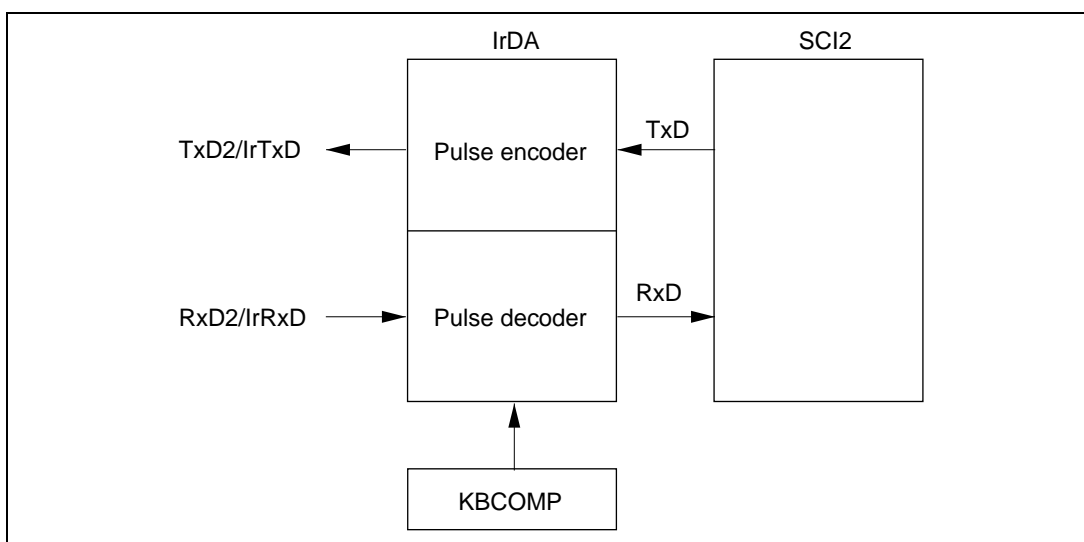 IrDA
SCI2
TxD
TxD2/IrTxD
Pulse encoder
RxD
RxD2/IrRxD
Pulse decoder
KBCOMP